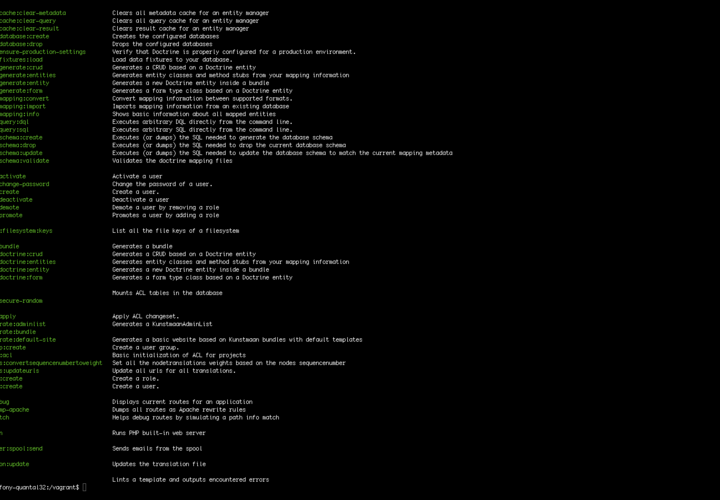 cache:clear-metadata Clears all metadata cache for an entity manager
cache:clear-query Clears all query cache for an entity manager
cache:clear-result Clears result cache for an entity manager
database:create Creates the configured databases
database:drop Drops the configured databases
ensure-production-settings Verify that Doctrine is properly configured for a production environment.
fixtures:load Load data fixtures to your database.
generate:crud Generates a CRUD based on a Doctrine entity
generate:entities Generates entity classes and method stubs from your mapping information
generate:entity Generates a new Doctrine entity inside a bundle
generate:form Generates a form type class based on a Doctrine entity
mapping:convert Convert mapping information between supported formats.
mapping:import Imports mapping information from an existing database
mapping:info Shows basic information about all mapped entities
query:dql Executes arbitrary DQL directly from the command line.
query:sql Executes arbitrary SQL directly from the command line.
schema:create Executes (or dumps) the SQL needed to generate the database schema
schema:drop Executes (or dumps) the SQL needed to drop the current database schema
schema:update Executes (or dumps) the SQL needed to update the database schema to match the current mapping metadata
schema:validate Validates the doctrine mapping files
activate Activate a user
change-password Change the password of a user.
create Create a user.
deactivate Deactivate a user
demote Demote a user by removing a role
promote Promotes a user by adding a role
:filesystem:keys List all the file keys of a filesystem
bundle Generates a bundle
doctrine:crud Generates a CRUD based on a Doctrine entity
doctrine:entities Generates entity classes and method stubs from your mapping information
doctrine:entity Generates a new Doctrine entity inside a bundle
doctrine:form Generates a form type class based on a Doctrine entity
Mounts ACL tables in the database
secure-random
apply Apply ACL changeset.
rate:adminlist Generates a KunstmaanAdminList
rate:bundle
rate:default-site Generates a basic website based on Kunstmaan bundles with default templates
s:create Create a user group.
:acl Basic initialization of ACL for projects
s:convertsequencenumbertoweight Set all the nodetranslations weights based on the nodes sequencenumber
s:updateurls Update all urls for all translations.
:create Create a role.
:create Create a user.
bug Displays current routes for an application
mp-apache Dumps all routes as Apache rewrite rules
tch Helps debug routes by simulating a path info match
n Runs PHP built-in web server
er:spool:send Sends emails from the spool
on:update Updates the translation file
Lints a template and outputs encountered errors
fony-quantal32:/vagrant$